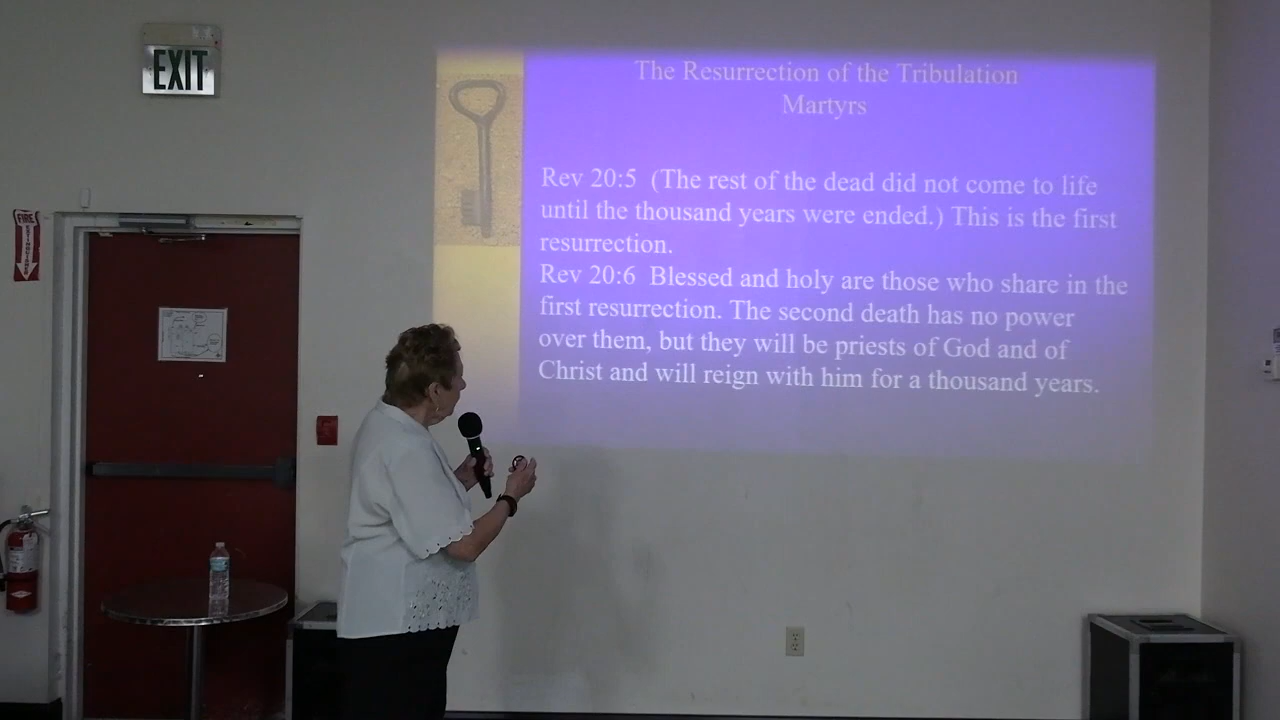 EXIT
FIRE
The Resurrection of the Tribulation
Martyrs
Rev 20:5 (The rest of the dead did not come to life
until the thousand years were ended.) This is the first
resurrection.
Rev 20:6 Blessed and holy are those who share in the
first resurrection. The second death has no power
over them, but they will be priests of God and of
Christ and will reign with him for a thousand years.